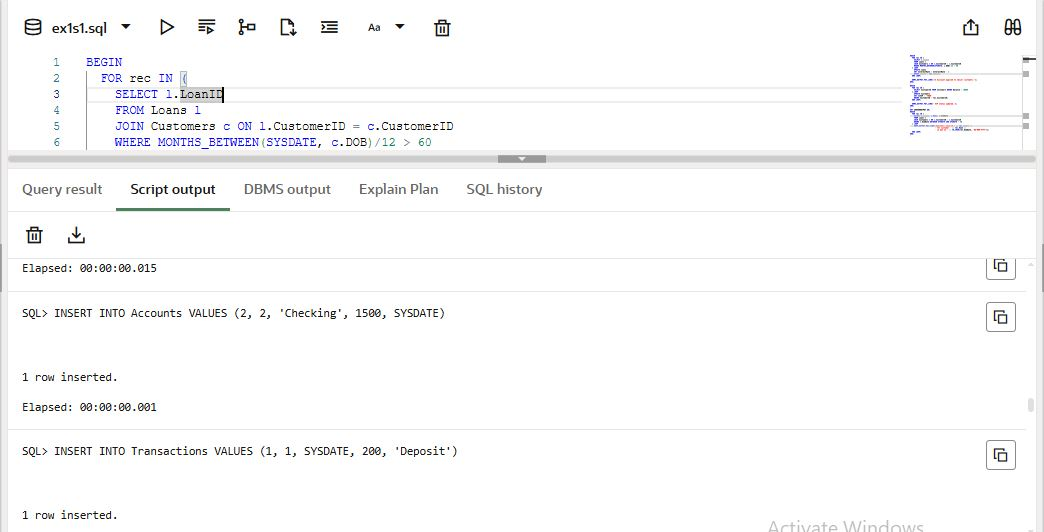 ex1s1.sql
Aa
1 BEGIN
2 FOR rec IN (
3 SELECT l.LoanID
4 FROM Loans l
5 JOIN Customers c ON l.CustomerID = c.CustomerID
6 WHERE MONTHS_BETWEEN(SYSDATE, c.DOB)/12 > 60
Query result Script output DBMS output Explain Plan SQL history
Elapsed: 00:00:00.015
SQL> INSERT INTO Accounts VALUES (2, 2, 'Checking', 1500, SYSDATE)
1 row inserted.
Elapsed: 00:00:00.001
SQL> INSERT INTO Transactions VALUES (1, 1, SYSDATE, 200, 'Deposit')
1 row inserted.
Activate Windows